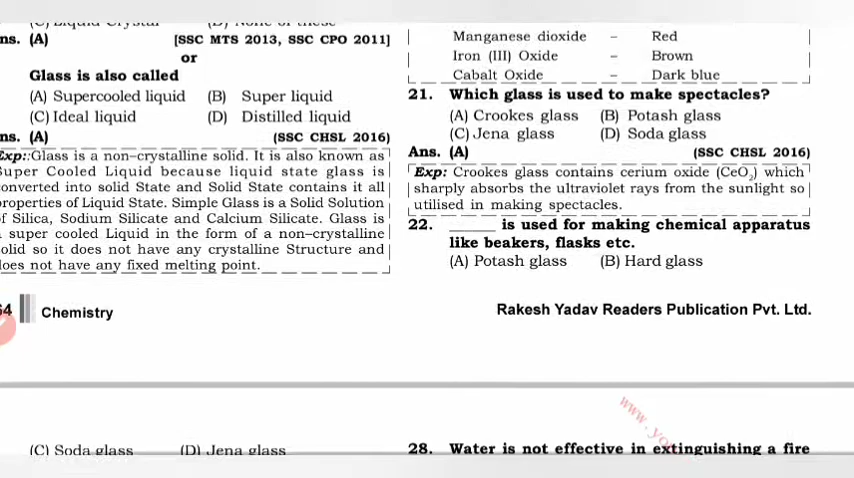 ns. (A) [SSC MTS 2013, SSC CPO 2011]
or
Glass is also called
(A) Supercooled liquid (B) Super liquid
(C) Ideal liquid (D) Distilled liquid
ns. (A) (SSC CHSL 2016)
Exp:: Glass is a non-crystalline solid. It is also known as
Super Cooled Liquid because liquid state glass is
onverted into solid State and Solid State contains it all
properties of Liquid State. Simple Glass is a Solid Solution
of Silica, Sodium Silicate and Calcium Silicate. Glass is
super cooled Liquid in the form of a non-crystalline
olid so it does not have any crystalline Structure and
does not have any fixed melting point.
Manganese dioxide – Red
Iron (III) Oxide – Brown
Cabalt Oxide – Dark blue
21. Which glass is used to make spectacles?
(A) Crookes glass (B) Potash glass
(C) Jena glass (D) Soda glass
Ans. (A) (SSC CHSL 2016)
Exp: Crookes glass contains cerium oxide (CeO₂) which
sharply absorbs the ultraviolet rays from the sunlight so
utilised in making spectacles.
22. ______ is used for making chemical apparatus
like beakers, flasks etc.
(A) Potash glass (B) Hard glass
64 Chemistry
Rakesh Yadav Readers Publication Pvt. Ltd.
(C) Soda glass (D) Jena glass
28. Water is not effective in extinguishing a fire
www.yo